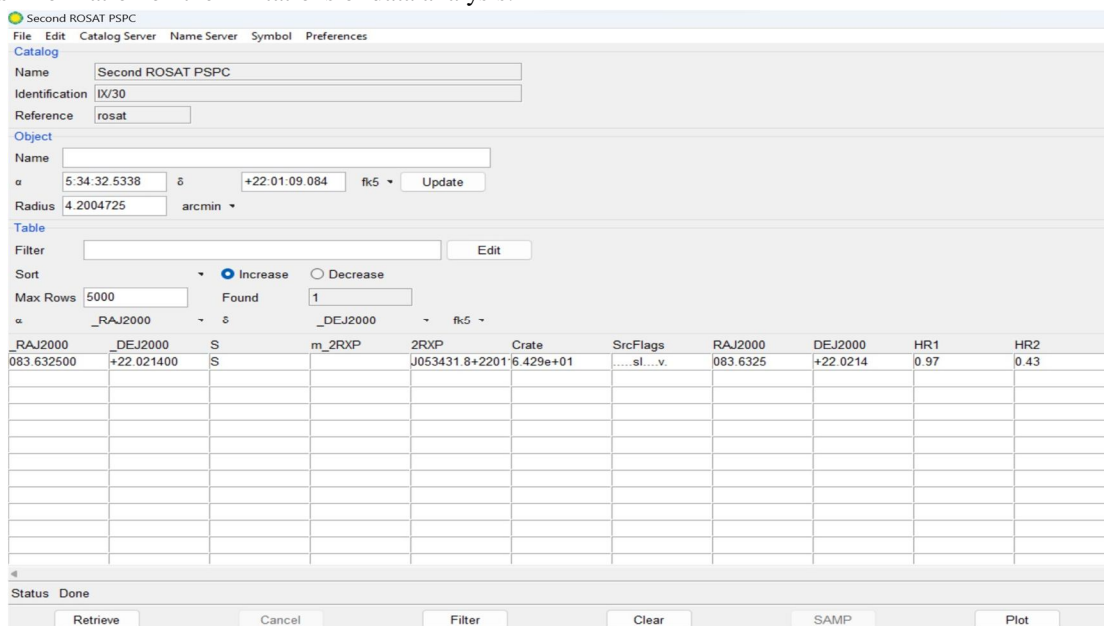 Second ROSAT PSPC
File Edit Catalog Server Name Server Symbol Preferences
Catalog
Name Second ROSAT PSPC
Identification IX/30
Reference rosat
Object
Name
α 5:34:32.5338 δ +22:01:09.084 fk5 Update
Radius 4.2004725 arcmin
Table
Filter Edit
Sort Increase Decrease
Max Rows 5000 Found 1
α _RAJ2000 δ _DEJ2000 fk5
_RAJ2000 _DEJ2000 S m_2RXP 2RXP Crate SrcFlags RAJ2000 DEJ2000 HR1 HR2
083.632500 +22.021400 S J053431.8+2201 6.429e+01 .....sl....v. 083.6325 +22.0214 0.97 0.43
Status Done
Retrieve Cancel Filter Clear SAMP Plot